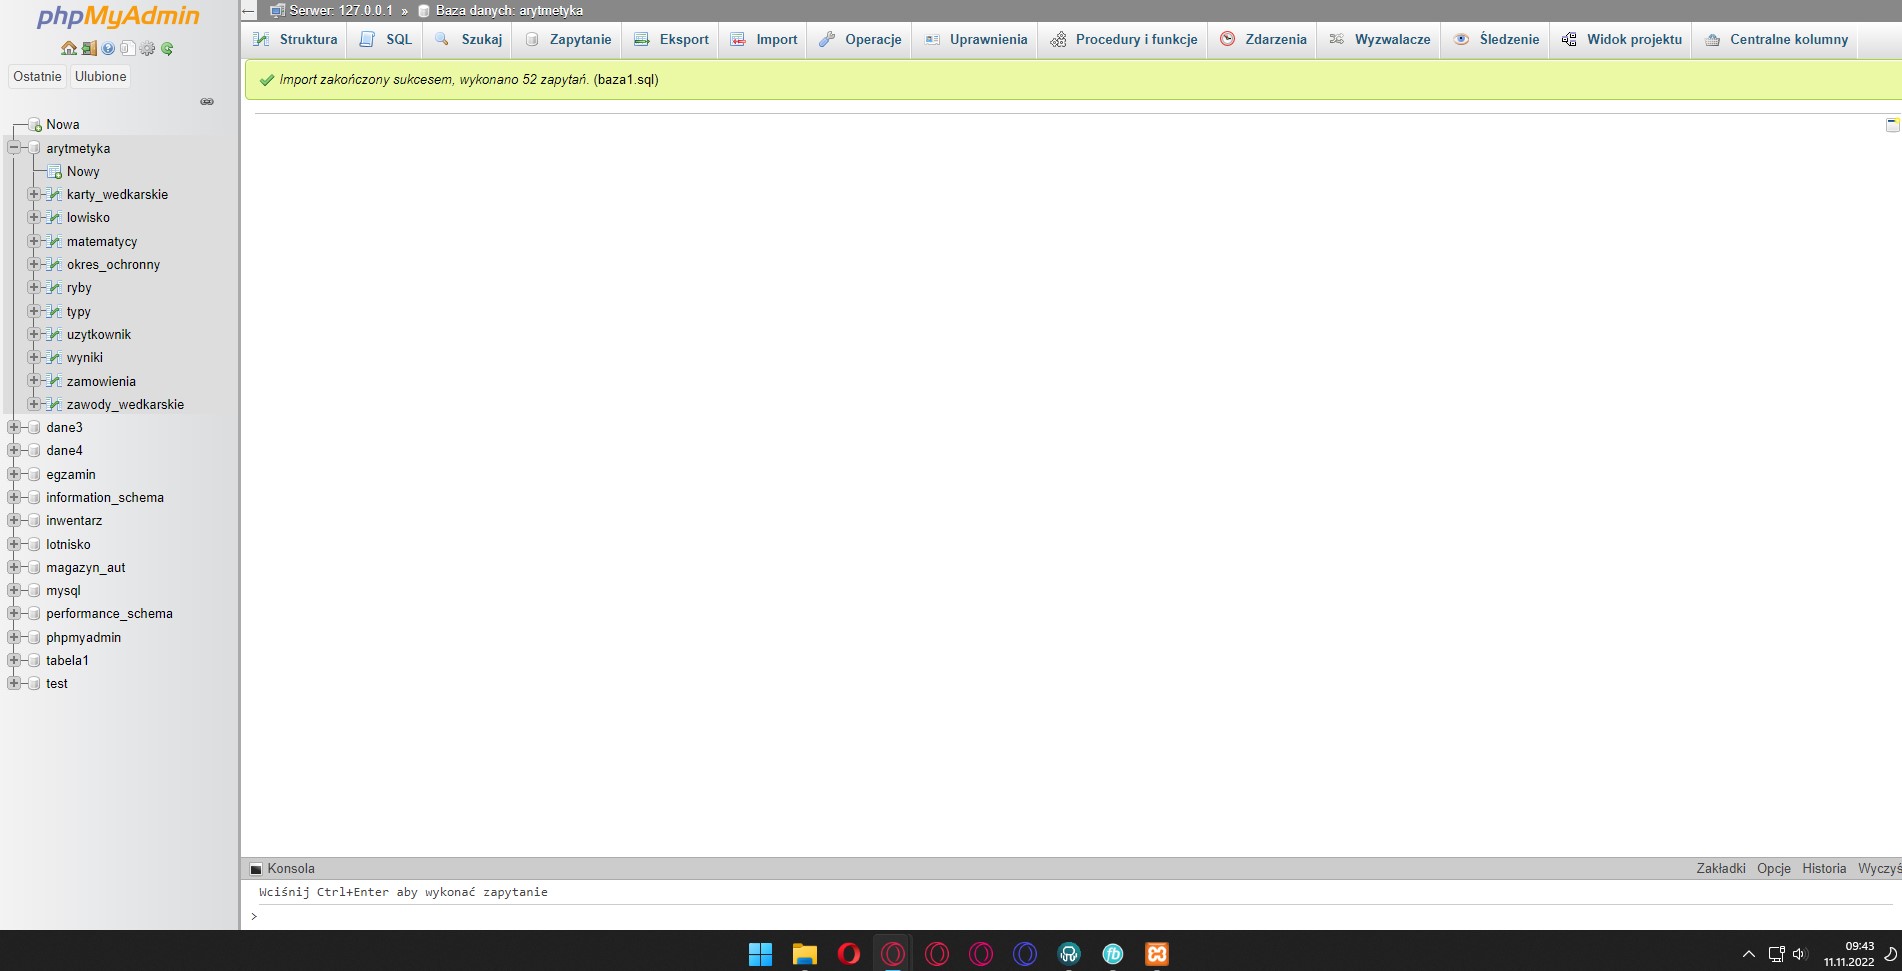 phpMyAdmin
Ostatnie Ulubione
Nowa
arytmetyka
Nowy
karty_wedkarskie
lowisko
matematycy
okres_ochronny
ryby
typy
uzytkownik
wyniki
zamowienia
zawody_wedkarskie
dane3
dane4
egzamin
information_schema
inwentarz
lotnisko
magazyn_aut
mysql
performance_schema
phpmyadmin
tabela1
test
Serwer: 127.0.0.1 » Baza danych: arytmetyka
Struktura SQL Szukaj Zapytanie Eksport Import Operacje Uprawnienia Procedury i funkcje Zdarzenia Wyzwalacze Śledzenie Widok projektu Centralne kolumny
Import zakończony sukcesem, wykonano 52 zapytań. (baza1.sql)
Konsola Zakładki Opcje Historia Wyczyś
Wciśnij Ctrl+Enter aby wykonać zapytanie
>
fb
09:43
11.11.2022